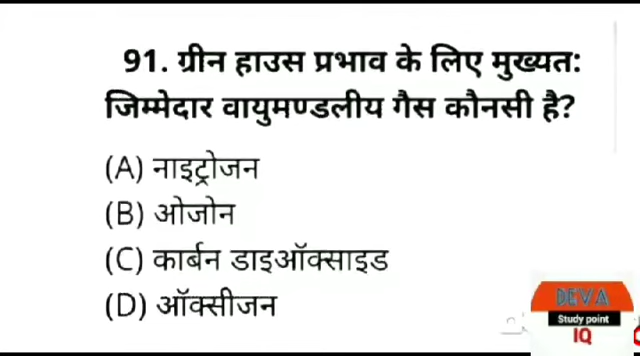 91. ग्रीन हाउस प्रभाव के लिए मुख्यत:
जिम्मेदार वायुमण्डलीय गैस कौनसी है?
(A) नाइट्रोजन
(B) ओजोन
(C) कार्बन डाइऑक्साइड
(D) ऑक्सीजन
DEVA
Study point
IQ